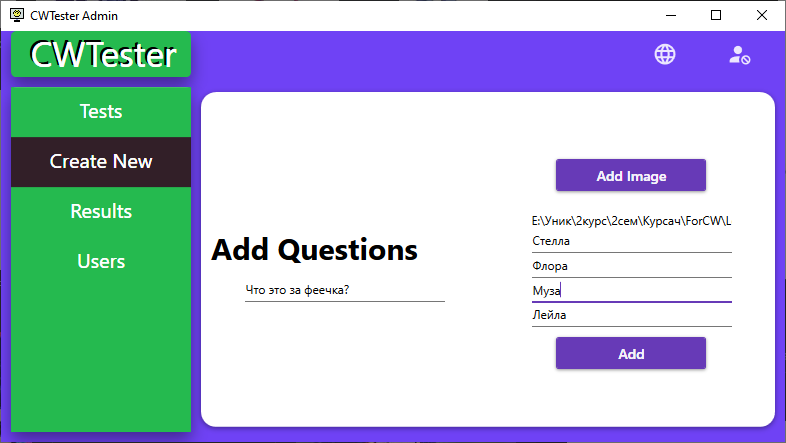 CWTester Admin
CWTester
Tests
Create New
Results
Users
Add Questions
Что это за феечка?
Add Image
E:\Уник\2курс\2сем\Курсач\ForCW\L
Стелла
Флора
Муза
Лейла
Add